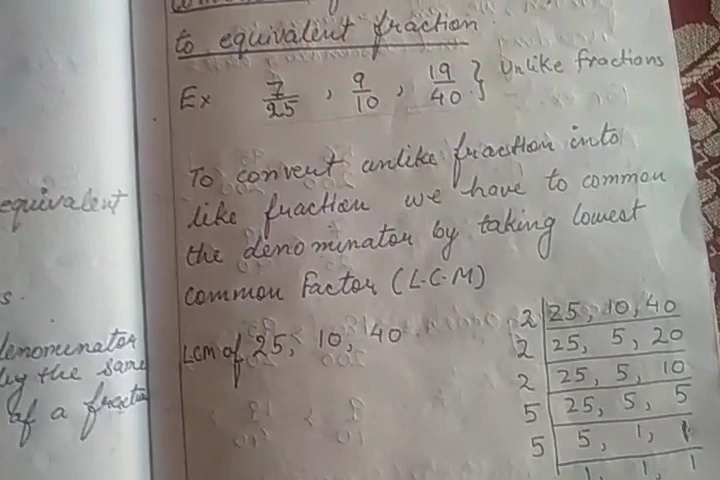 to equivalent fraction
Ex 7/25 , 9/10 , 19/40 } Unlike fractions
To convert unlike fraction into
like fraction we have to common
the denominator by taking lowest
common factor (L.C.M)
LCM of 25, 10, 40
2 | 25, 10, 40
2 | 25, 5, 20
2 | 25, 5, 10
5 | 25, 5, 5
5 | 5, 1, 1
1, 1, 1
equivalent
s.
denominator
by the same
of a fraction